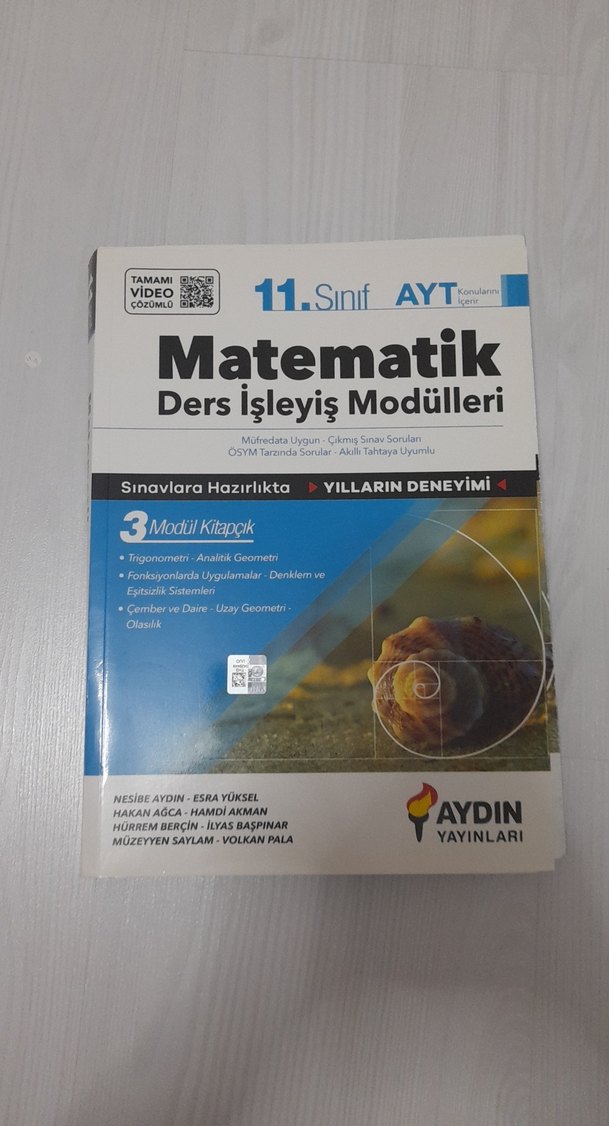 TAMAMI
VİDEO
ÇÖZÜMLÜ
11.Sınıf
AYT Konularını
İçerir
Matematik
Ders İşleyiş Modülleri
Müfredata Uygun - Çıkmış Sınav Soruları
ÖSYM Tarzında Sorular - Akıllı Tahtaya Uyumlu
Sınavlara Hazırlıkta YILLARIN DENEYİMİ
3 Modül Kitapçık
• Trigonometri - Analitik Geometri
• Fonksiyonlarda Uygulamalar - Denklem ve
Eşitsizlik Sistemleri
• Çember ve Daire - Uzay Geometri -
Olasılık
NESİBE AYDIN - ESRA YÜKSEL
HAKAN AĞCA - HAMDİ AKMAN
HÜRREM BERÇİN - İLYAS BAŞPINAR
MÜZEYYEN SAYLAM - VOLKAN PALA
AYDIN
YAYINLARI